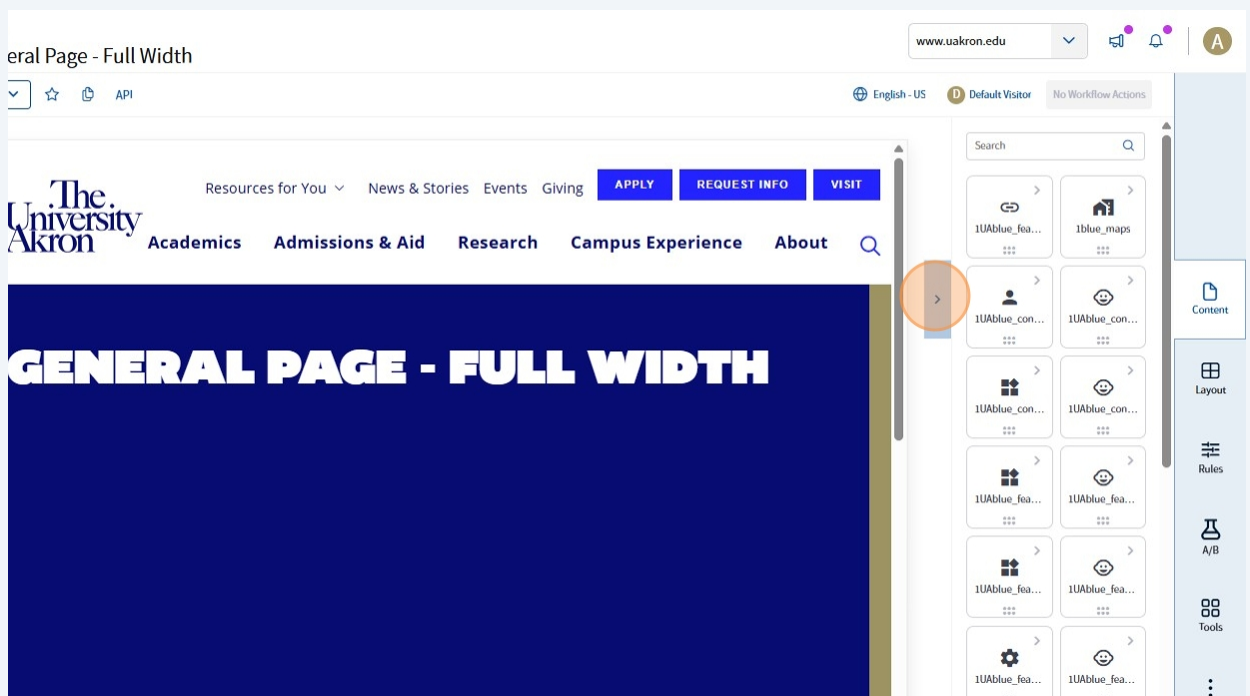 www.uakron.edu
A
eral Page - Full Width
API
English - US
D Default Visitor
No Workflow Actions
Search
Resources for You
News & Stories
Events
Giving
APPLY
REQUEST INFO
VISIT
The
University
Akron
Academics
Admissions & Aid
Research
Campus Experience
About
GENERAL PAGE - FULL WIDTH
1UAblue_fea...
1blue_maps
1UAblue_con...
1UAblue_con...
1UAblue_con...
1UAblue_con...
1UAblue_fea...
1UAblue_fea...
1UAblue_fea...
1UAblue_fea...
1UAblue_fea...
1UAblue_fea...
Content
Layout
Rules
A/B
Tools